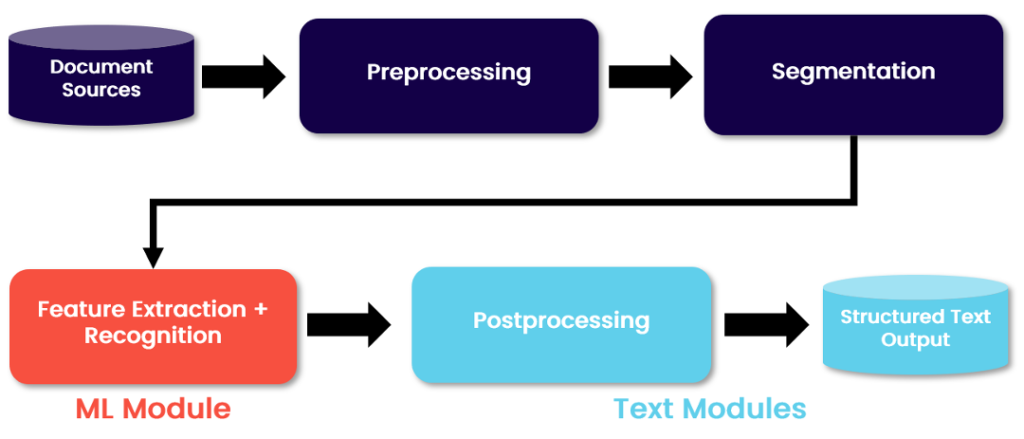 Document
Sources
Preprocessing
Segmentation
Feature Extraction +
Recognition
Postprocessing
Structured Text
Output
ML Module
Text Modules